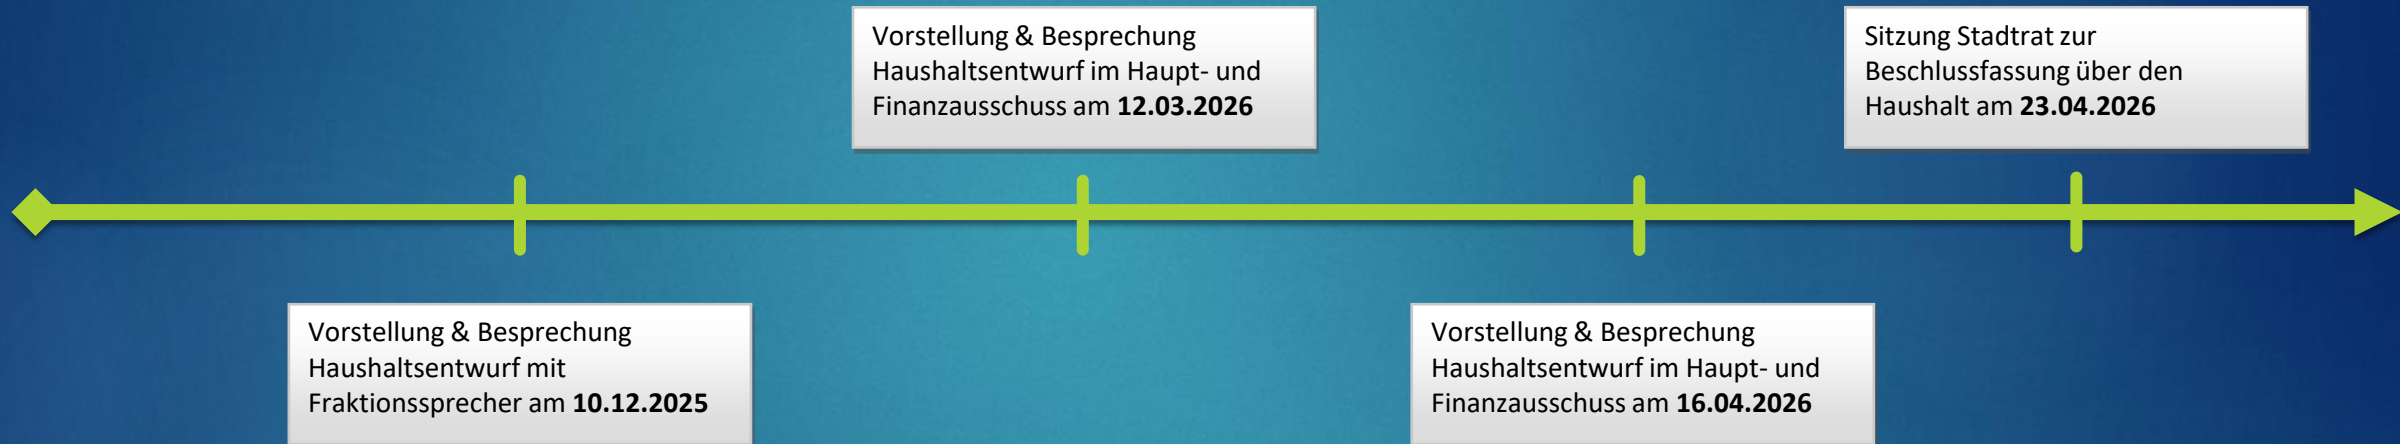 Vorstellung & Besprechung
Haushaltsentwurf mit
Fraktionssprecher am 10.12.2025
Vorstellung & Besprechung
Haushaltsentwurf im Haupt- und
Finanzausschuss am 12.03.2026
Vorstellung & Besprechung
Haushaltsentwurf im Haupt- und
Finanzausschuss am 16.04.2026
Sitzung Stadtrat zur
Beschlussfassung über den
Haushalt am 23.04.2026